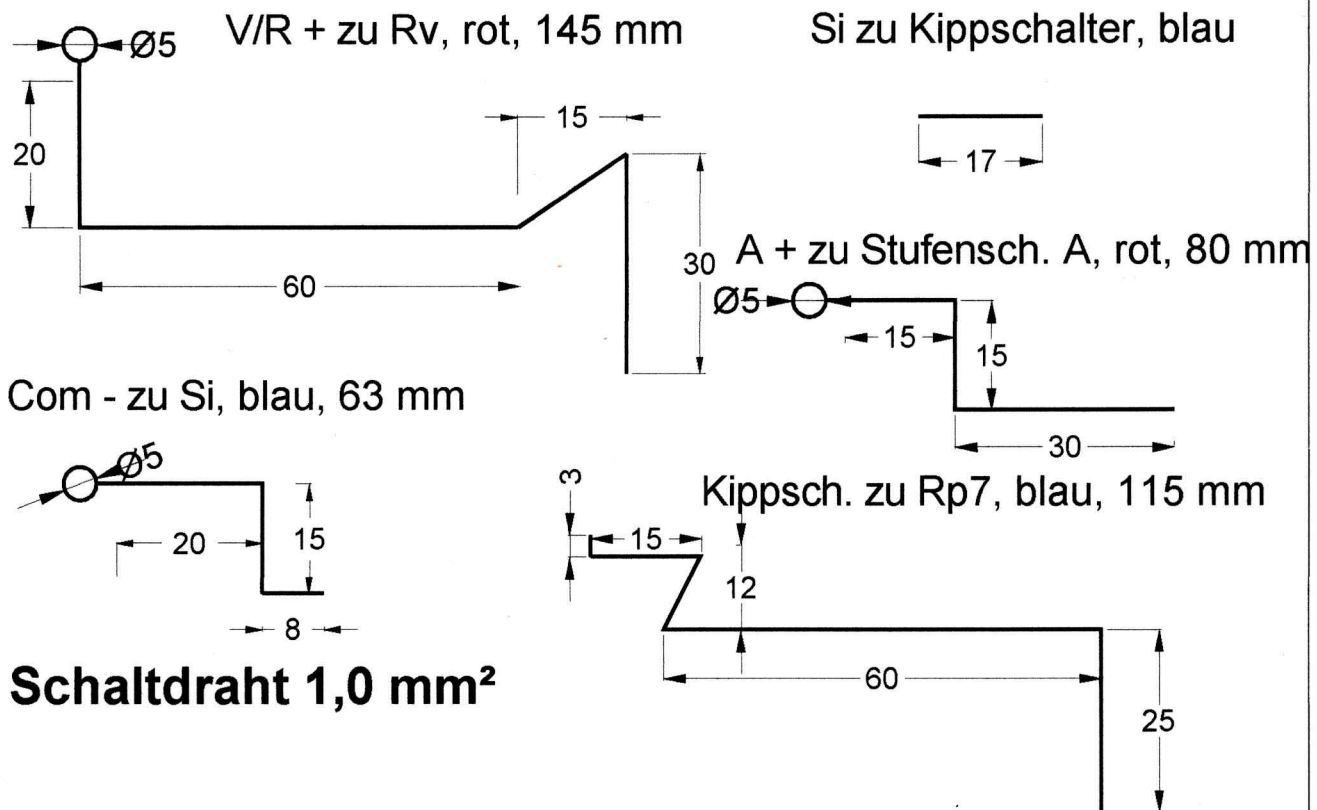 V/R + zu Rv, rot, 145 mm
Ø5
20
15
60
30
Si zu Kippschalter, blau
17
A + zu Stufensch. A, rot, 80 mm
Ø5
15
15
30
Com - zu Si, blau, 63 mm
Ø5
20
15
8
Kippsch. zu Rp7, blau, 115 mm
3
15
12
60
25
Schaltdraht 1,0 mm²